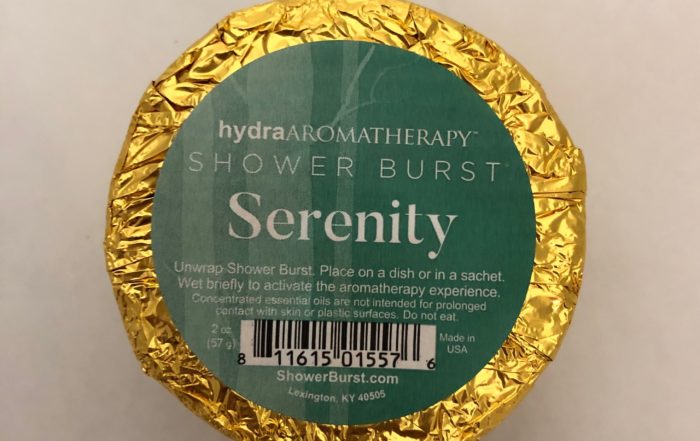 hydraAROMATHERAPY™
SHOWER BURST®
Serenity
Unwrap Shower Burst. Place on a dish or in a sachet.
Wet briefly to activate the aromatherapy experience.
Concentrated essential oils are not intended for prolonged
contact with skin or plastic surfaces. Do not eat.
2 oz
(57 g)
Made in
USA
8 11615 01557 6
ShowerBurst.com
Lexington, KY 40505